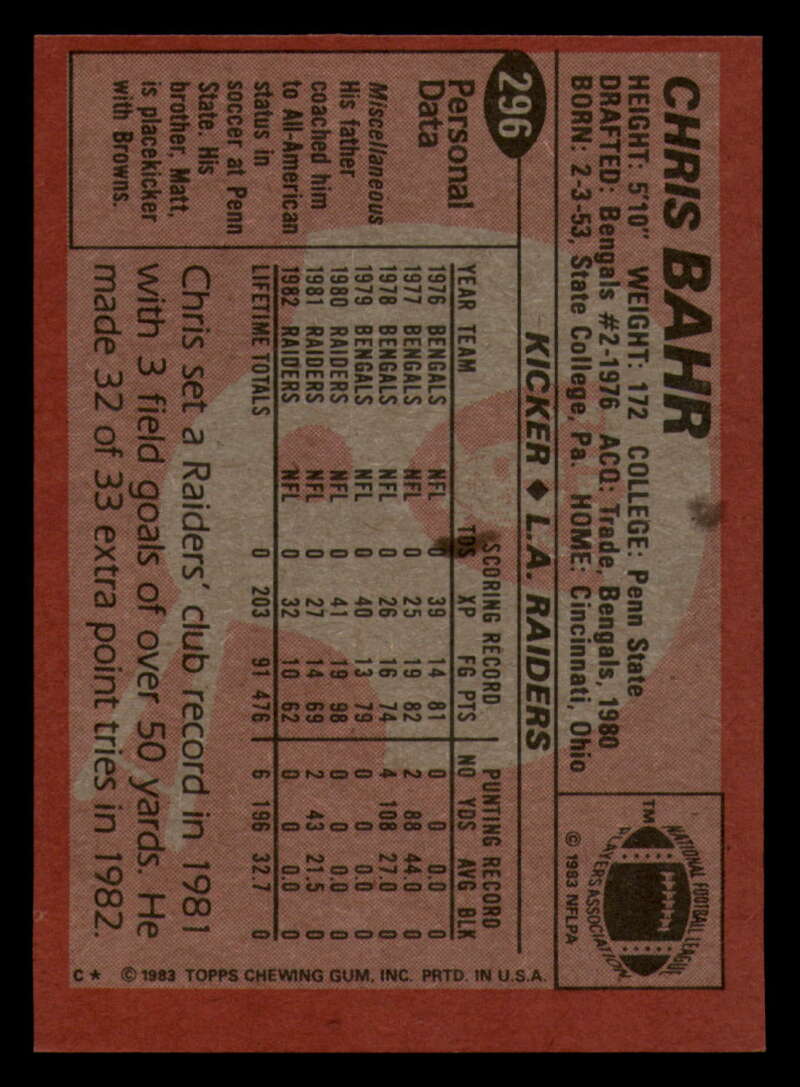 CHRIS BAHR
HEIGHT: 5'10" WEIGHT: 172 COLLEGE: Penn State
DRAFTED: Bengals #2-1976 ACQ: Trade, Bengals, 1980
BORN: 2-3-53, State College, Pa. HOME: Cincinnati, Ohio
NATIONAL FOOTBALL LEAGUE
PLAYERS ASSOCIATION
TM
© 1983 NFLPA
296
KICKER ♦ L.A. RAIDERS
Personal
Data
Miscellaneous
His father
coached him
to All-American
status in
soccer at Penn
State. His
brother, Matt,
is placekicker
with Browns.
SCORING RECORD PUNTING RECORD
YEAR TEAM TDS XP FG PTS NO YDS AVG BLK
1976 BENGALS NFL 0 39 14 81 0 0 0.0 0
1977 BENGALS NFL 0 25 19 82 2 88 44.0 0
1978 BENGALS NFL 0 26 16 74 4 108 27.0 0
1979 BENGALS NFL 0 40 13 79 0 0 0.0 0
1980 RAIDERS NFL 0 41 19 98 0 0 0.0 0
1981 RAIDERS NFL 0 27 14 69 2 43 21.5 0
1982 RAIDERS NFL 0 32 10 62 0 0 0.0 0
LIFETIME TOTALS 0 203 91 476 6 196 32.7 0
Chris set a Raiders' club record in 1981
with 3 field goals of over 50 yards. He
made 32 of 33 extra point tries in 1982.
C* © 1983 TOPPS CHEWING GUM, INC. PRTD. IN U.S.A.